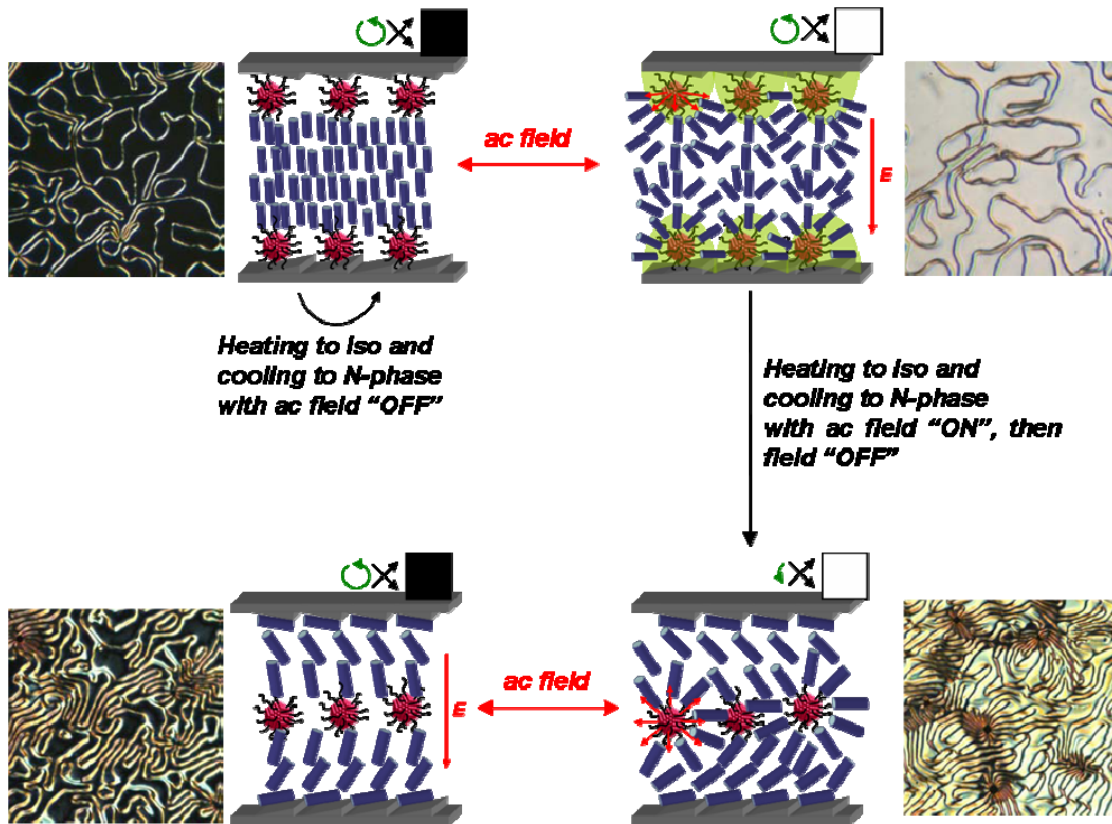 ac field
E
Heating to Iso and
cooling to N-phase
with ac field “OFF”
Heating to Iso and
cooling to N-phase
with ac field “ON”, then
field “OFF”
E
ac field